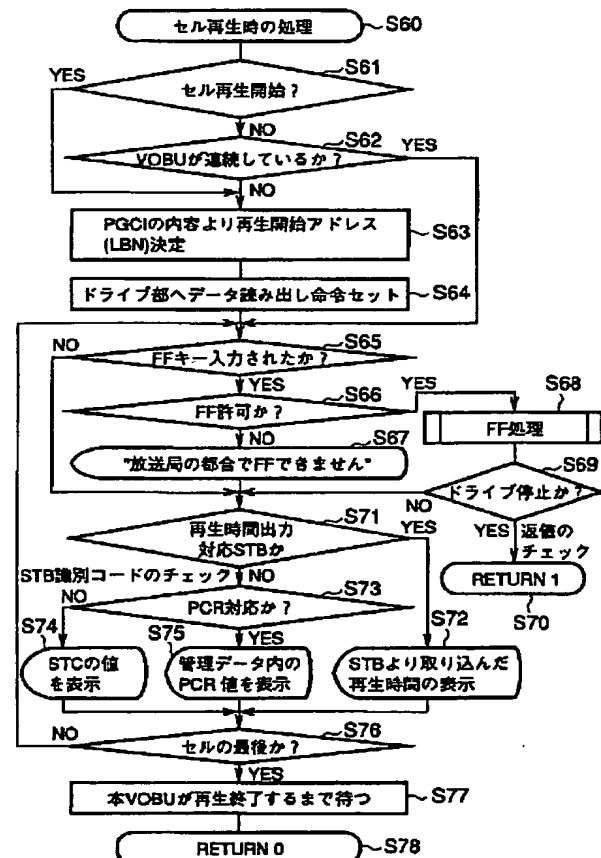 セル再生時の処理
S60
S61
YES
セル再生開始？
NO
S62
VOBUが連続しているか？
YES
NO
PGCIの内容より再生開始アドレス
(LBN)決定
S63
ドライブ部へデータ読み出し命令セット
S64
NO
S65
FFキー入力されたか？
YES
S66
YES
FF許可か？
S68
NO
S67
FF処理
"放送局の都合でFFできません"
S69
ドライブ停止か？
NO
S71
再生時間出力
対応STBか
YES
YES 返値の
チェック
STB識別コードのチェック
NO
S73
RETURN 1
S70
NO
PCR対応か？
S74
S75
YES
S72
STCの値
を表示
管理データ内の
PCR 値を表示
STBより取り込んだ
再生時間の表示
NO
S76
セルの最後か？
YES
本VOBUが再生終了するまで待つ
S77
RETURN 0
S78